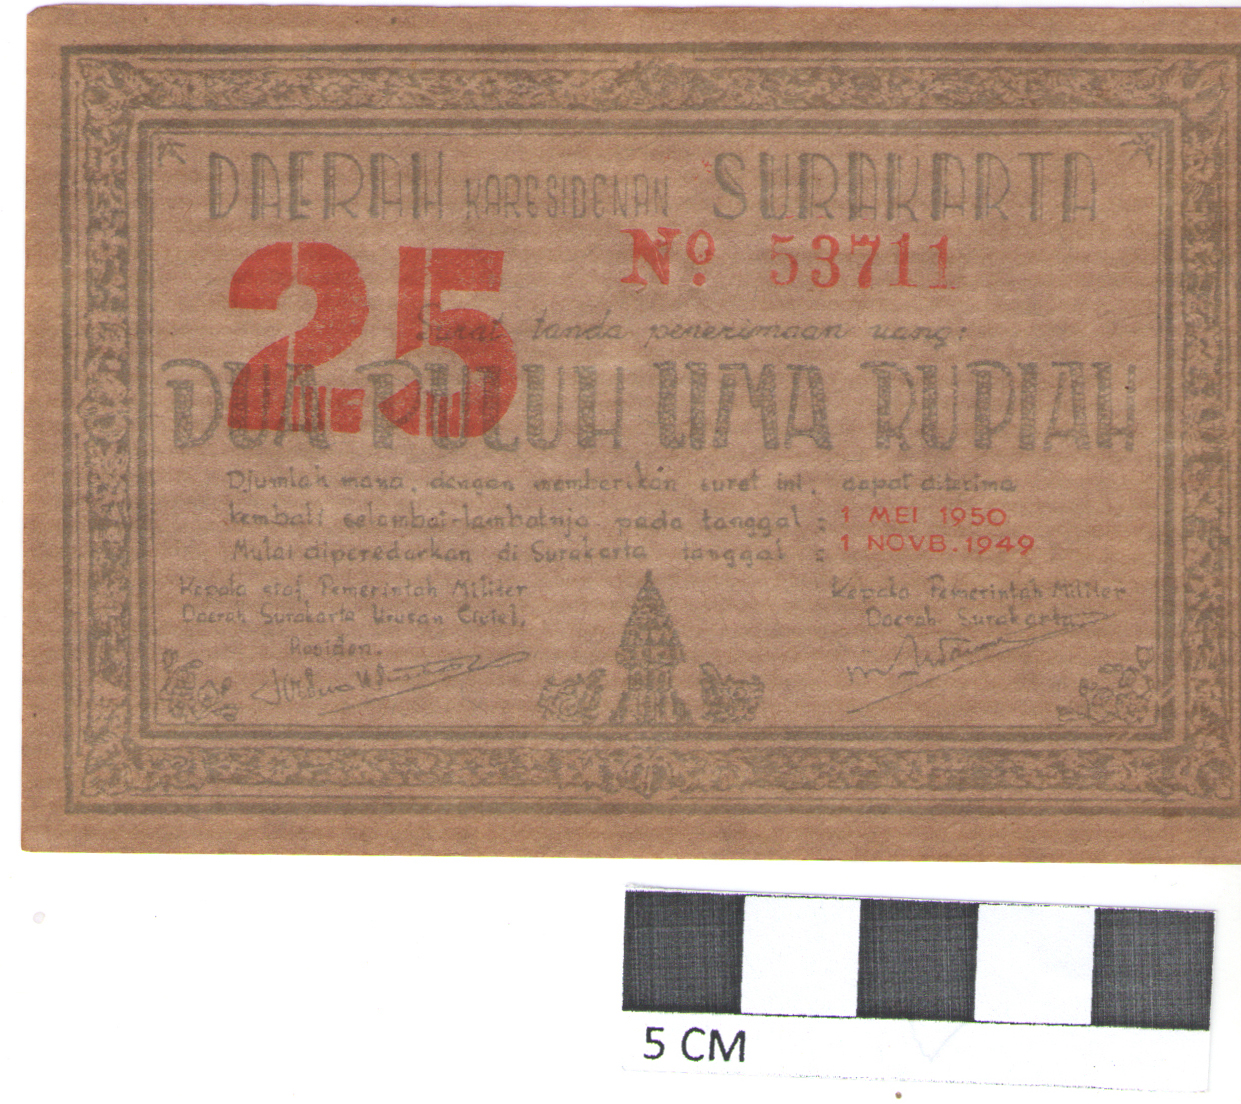 DAERAH KARESIDENAN SURAKARTA
25
No. 53711
Surat tanda penerimaan uang:
DUA PULUH LIMA RUPIAH
Djumlah mana, dengan memberikan surat ini, dapat diterima
kembali selambat-lambatnja pada tanggal : 1 MEI 1950
Mulai diperedarkan di Surakarta tanggal : 1 NOVB. 1949
Kepala staf Pemerintah Militer
Daerah Surakarta Urusan Civiel,
Residen.
Kepala Pemerintah Militer
Daerah Surakarta.
5 CM